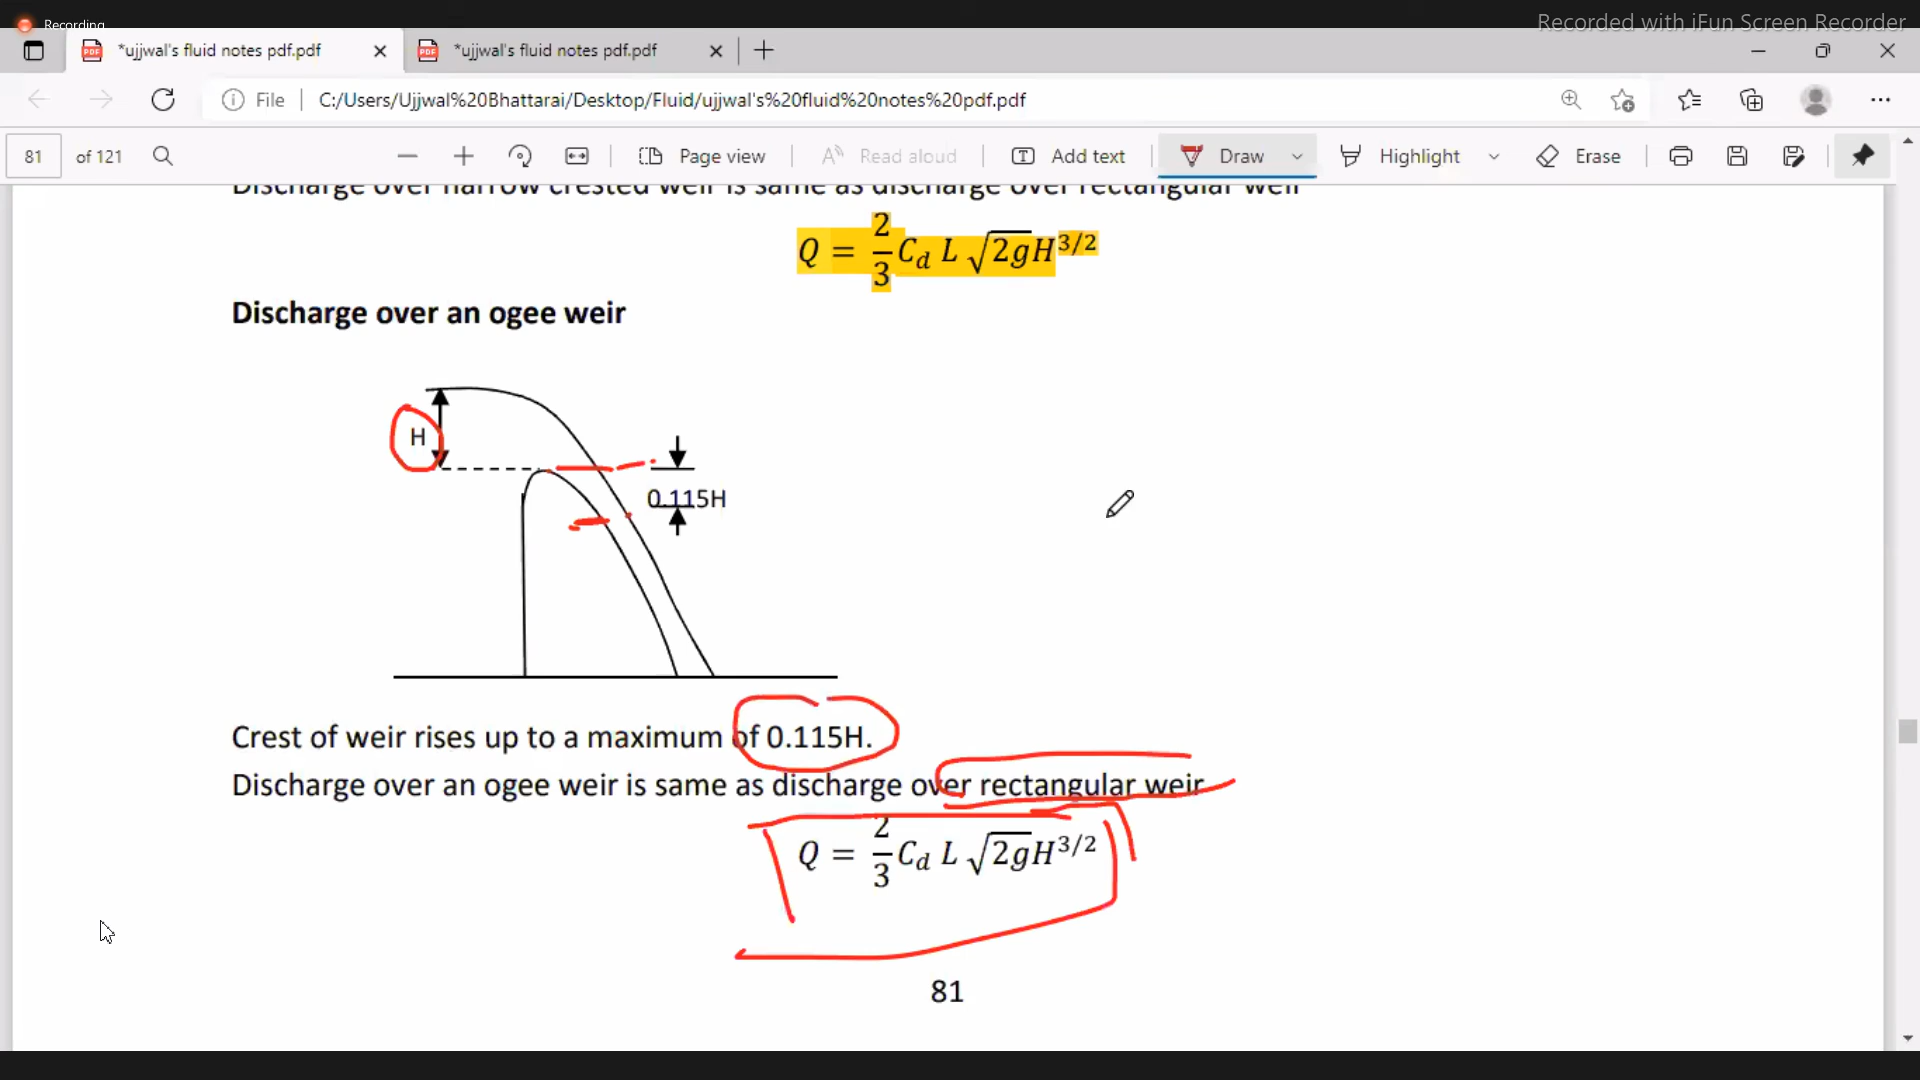 Recording
Recorded with iFun Screen Recorder
*ujjwal's fluid notes pdf.pdf
*ujjwal's fluid notes pdf.pdf
File
C:/Users/Ujjwal%20Bhattarai/Desktop/Fluid/ujjwal's%20fluid%20notes%20pdf.pdf
81 of 121
Page view
Read aloud
Add text
Draw
Highlight
Erase
Discharge over narrow crested weir is same as discharge over rectangular weir
Q = 2/3 C_d L √2g H^3/2
Discharge over an ogee weir
H
0.115H
Crest of weir rises up to a maximum of 0.115H.
Discharge over an ogee weir is same as discharge over rectangular weir
Q = 2/3 C_d L √2g H^3/2
81